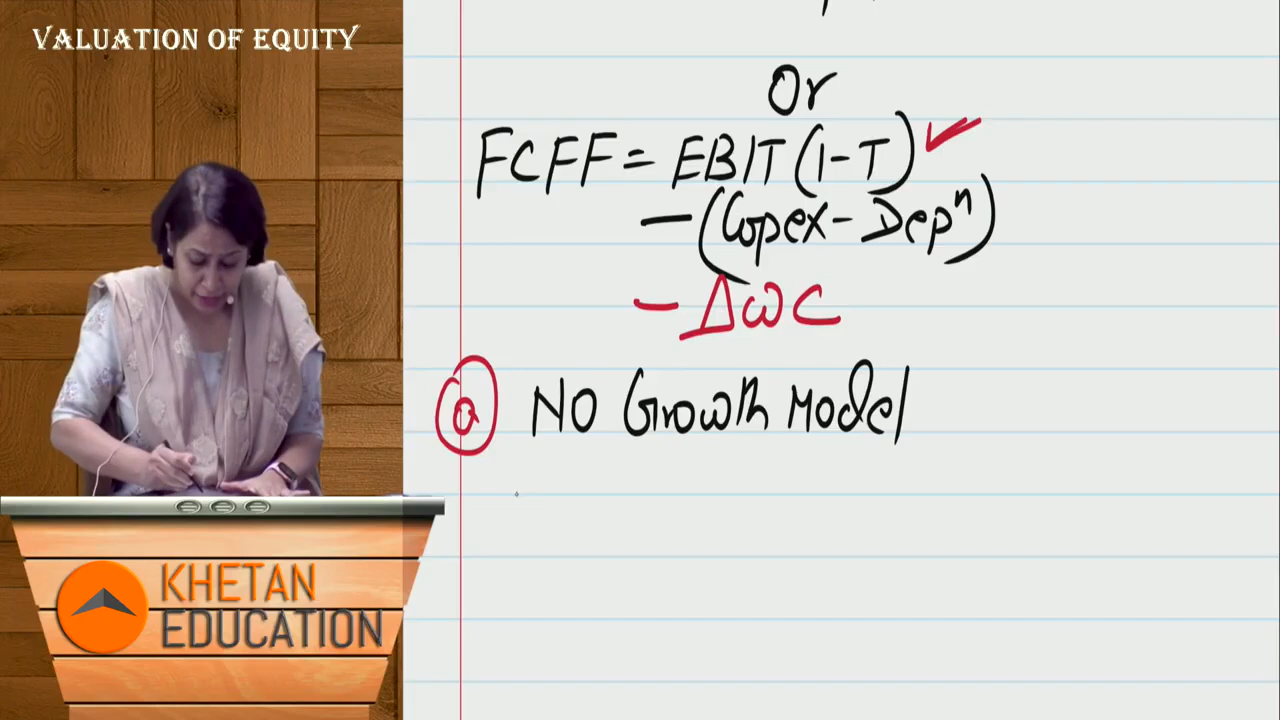 VALUATION OF EQUITY
Or
FCFF = EBIT (1-T) ✓
- (Capex - Depⁿ)
- ΔWC
a No Growth Model
KHETAN
EDUCATION